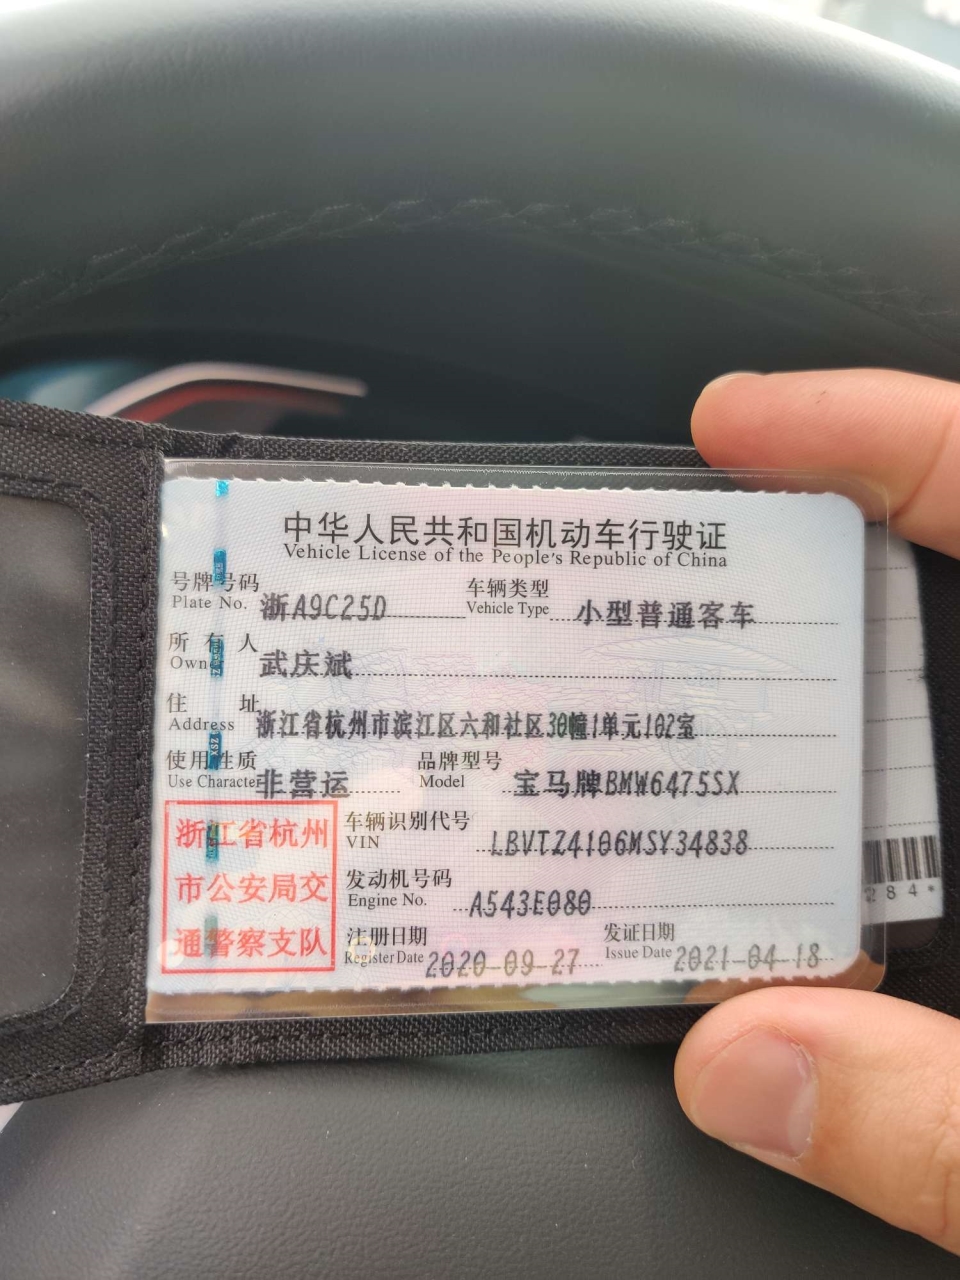 中华人民共和国机动车行驶证
Vehicle License of the People's Republic of China
号牌号码 浙A9C25D 车辆类型 小型普通客车
Plate No. Vehicle Type
所有人 武庆斌
Owner
住址 浙江省杭州市滨江区六和社区30幢1单元102室
Address
使用性质 非营运 品牌型号 宝马牌BMW6475SX
Use Character Model
浙江省杭州
市公安局交
通警察支队
车辆识别代号
VIN LBVTZ4106MSY34838
发动机号码
Engine No. A543E080
注册日期 发证日期
Register Date 2020-09-27 Issue Date 2021-04-18
284*